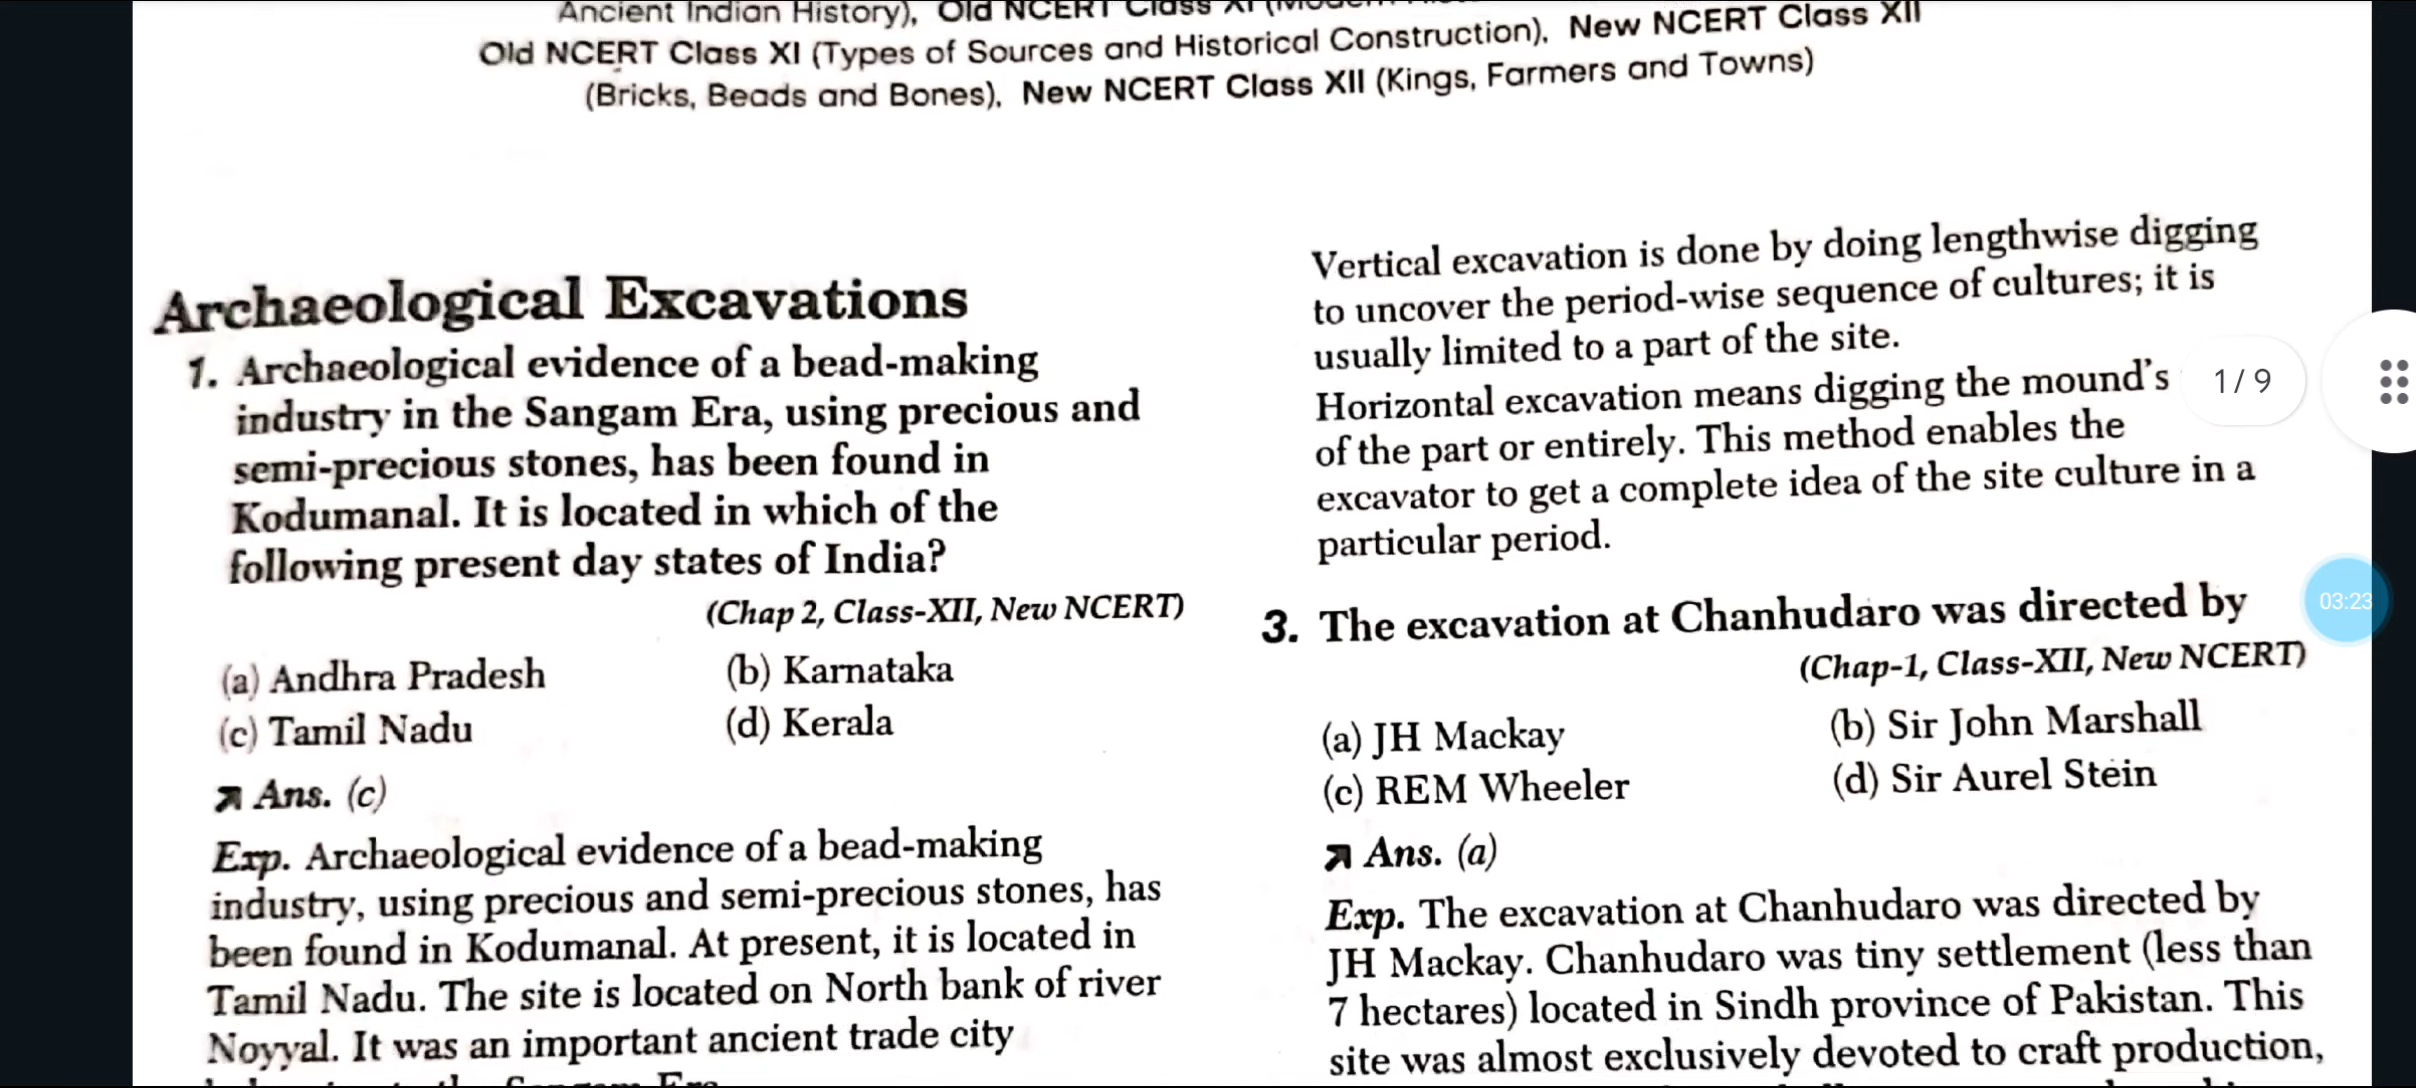 Ancient Indian History), Old NCERT Class XI
Old NCERT Class XI (Types of Sources and Historical Construction), New NCERT Class XII
(Bricks, Beads and Bones), New NCERT Class XII (Kings, Farmers and Towns)
Archaeological Excavations
1. Archaeological evidence of a bead-making
industry in the Sangam Era, using precious and
semi-precious stones, has been found in
Kodumanal. It is located in which of the
following present day states of India?
(Chap 2, Class-XII, New NCERT)
(a) Andhra Pradesh (b) Karnataka
(c) Tamil Nadu (d) Kerala
Ans. (c)
Exp. Archaeological evidence of a bead-making
industry, using precious and semi-precious stones, has
been found in Kodumanal. At present, it is located in
Tamil Nadu. The site is located on North bank of river
Noyyal. It was an important ancient trade city
Vertical excavation is done by doing lengthwise digging
to uncover the period-wise sequence of cultures; it is
usually limited to a part of the site.
Horizontal excavation means digging the mound's
of the part or entirely. This method enables the
excavator to get a complete idea of the site culture in a
particular period.
3. The excavation at Chanhudaro was directed by
(Chap-1, Class-XII, New NCERT)
(a) JH Mackay (b) Sir John Marshall
(c) REM Wheeler (d) Sir Aurel Stein
Ans. (a)
Exp. The excavation at Chanhudaro was directed by
JH Mackay. Chanhudaro was tiny settlement (less than
7 hectares) located in Sindh province of Pakistan. This
site was almost exclusively devoted to craft production,
1/9
03:23